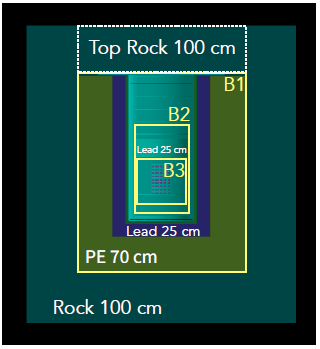 Top Rock 100 cm
B1
B2
Lead 25 cm
B3
Lead 25 cm
PE 70 cm
Rock 100 cm